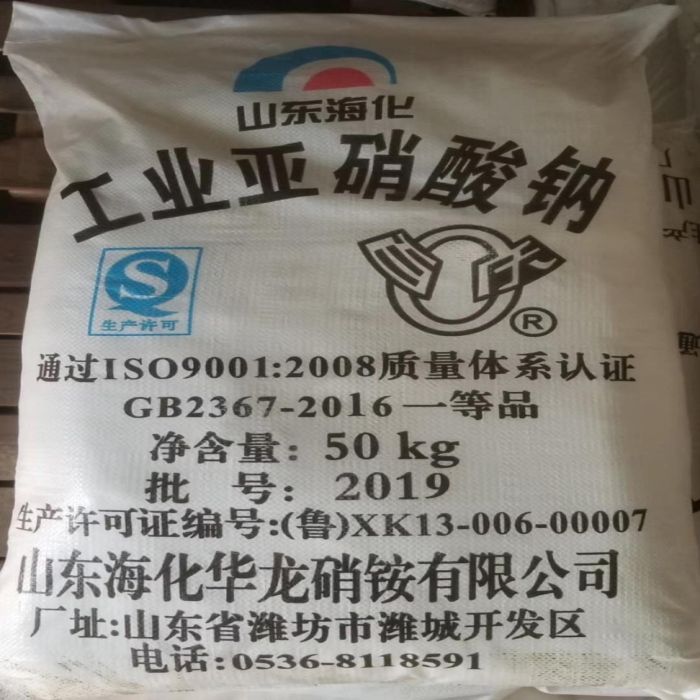 山东海化
工业亚硝酸钠
生产许可
®
通过ISO9001:2008质量体系认证
GB2367-2016 一等品
净含量: 50 kg
批 号: 2019
生产许可证编号:(鲁)XK13-006-00007
山东海化华龙硝铵有限公司
厂址:山东省潍坊市潍城开发区
电话:0536-8118591